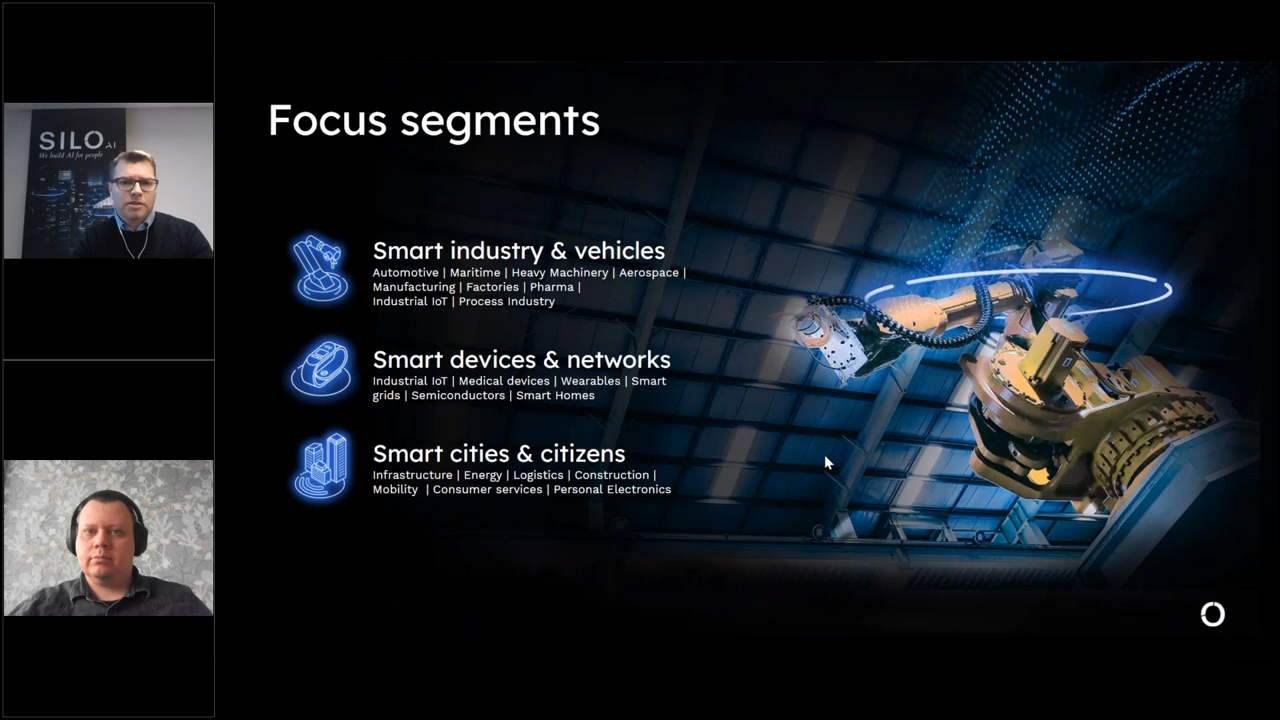 SILO AI
We build AI for people
Focus segments
Smart industry & vehicles
Automotive | Maritime | Heavy Machinery | Aerospace |
Manufacturing | Factories | Pharma |
Industrial IoT | Process Industry
Smart devices & networks
Industrial IoT | Medical devices | Wearables | Smart
grids | Semiconductors | Smart Homes
Smart cities & citizens
Infrastructure | Energy | Logistics | Construction |
Mobility | Consumer services | Personal Electronics